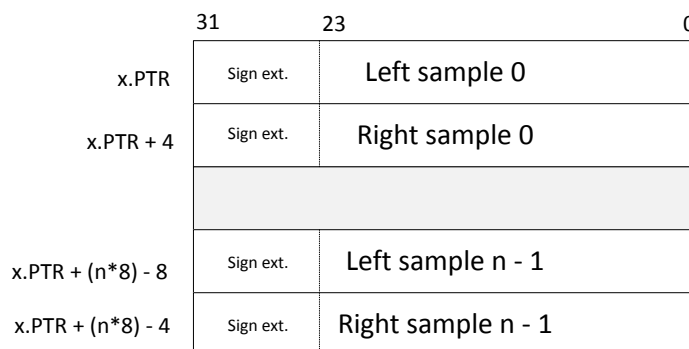 31 23 0
x.PTR Sign ext. Left sample 0
x.PTR + 4 Sign ext. Right sample 0
x.PTR + (n*8) - 8 Sign ext. Left sample n - 1
x.PTR + (n*8) - 4 Sign ext. Right sample n - 1